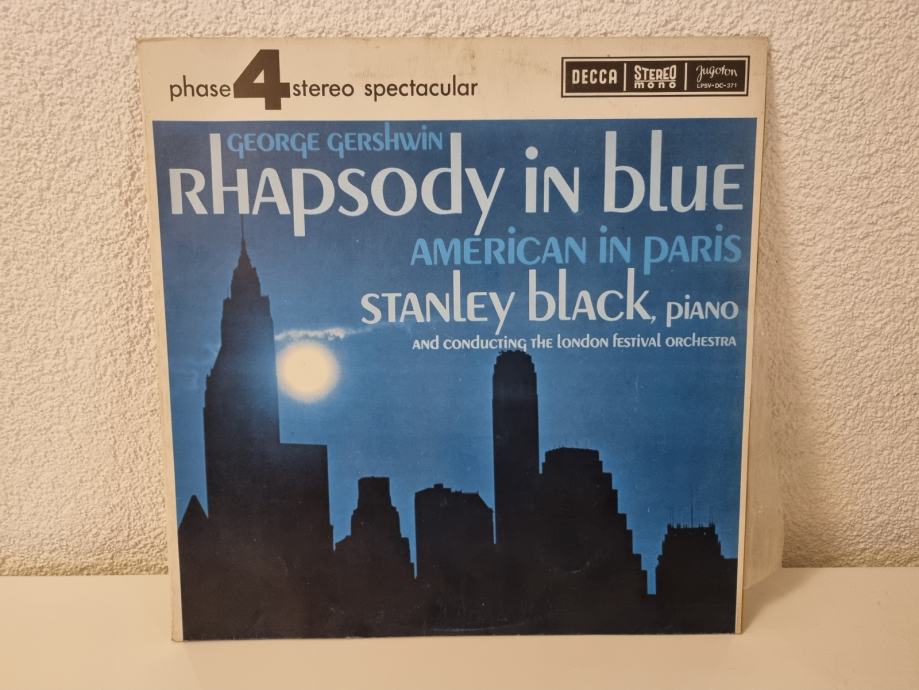 phase 4 stereo spectacular
DECCA STEREO mono Jugoton
LPSV-DC-371
GEORGE GERSHWIN
RHAPSODY IN BLUE
AMERICAN IN PARIS
STANLEY BLACK, PIANO
AND CONDUCTING THE LONDON FESTIVAL ORCHESTRA